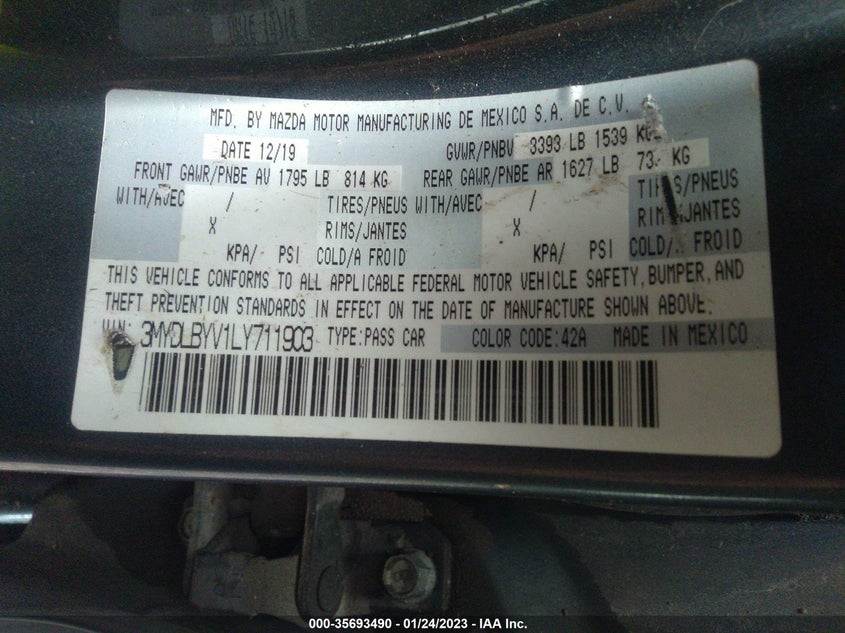 MFD. BY MAZDA MOTOR MANUFACTURING DE MEXICO S.A. DE C.V.
DATE 12/19 GVWR/PNBV 3393 LB 1539
FRONT GAWR/PNBE AV 1795 LB 814 KG REAR GAWR/PNBE AR 1627 LB KG
WITH/AVEC / TIRES/PNEUS WITH/AVEC / TIRES/PNEUS
X RIMS/JANTES X RIMS/JANTES
KPA/ PSI COLD/A FROID KPA/ PSI COLD/ FROID
THIS VEHICLE CONFORMS TO ALL APPLICABLE FEDERAL MOTOR VEHICLE SAFETY, BUMPER, AND
THEFT PREVENTION STANDARDS IN EFFECT ON THE DATE OF MANUFACTURE SHOWN ABOVE.
VIN: 3MYDLBYV1LY711903 TYPE:PASS CAR COLOR CODE:42A MADE IN MEXICO
000-35693490 — 01/24/2023 — IAA Inc.